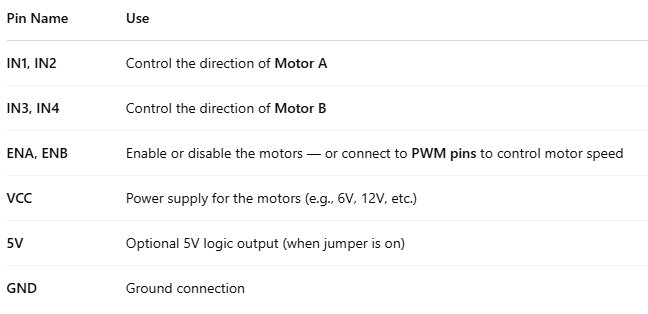 Pin Name Use
IN1, IN2 Control the direction of Motor A
IN3, IN4 Control the direction of Motor B
ENA, ENB Enable or disable the motors — or connect to PWM pins to control motor speed
VCC Power supply for the motors (e.g., 6V, 12V, etc.)
5V Optional 5V logic output (when jumper is on)
GND Ground connection